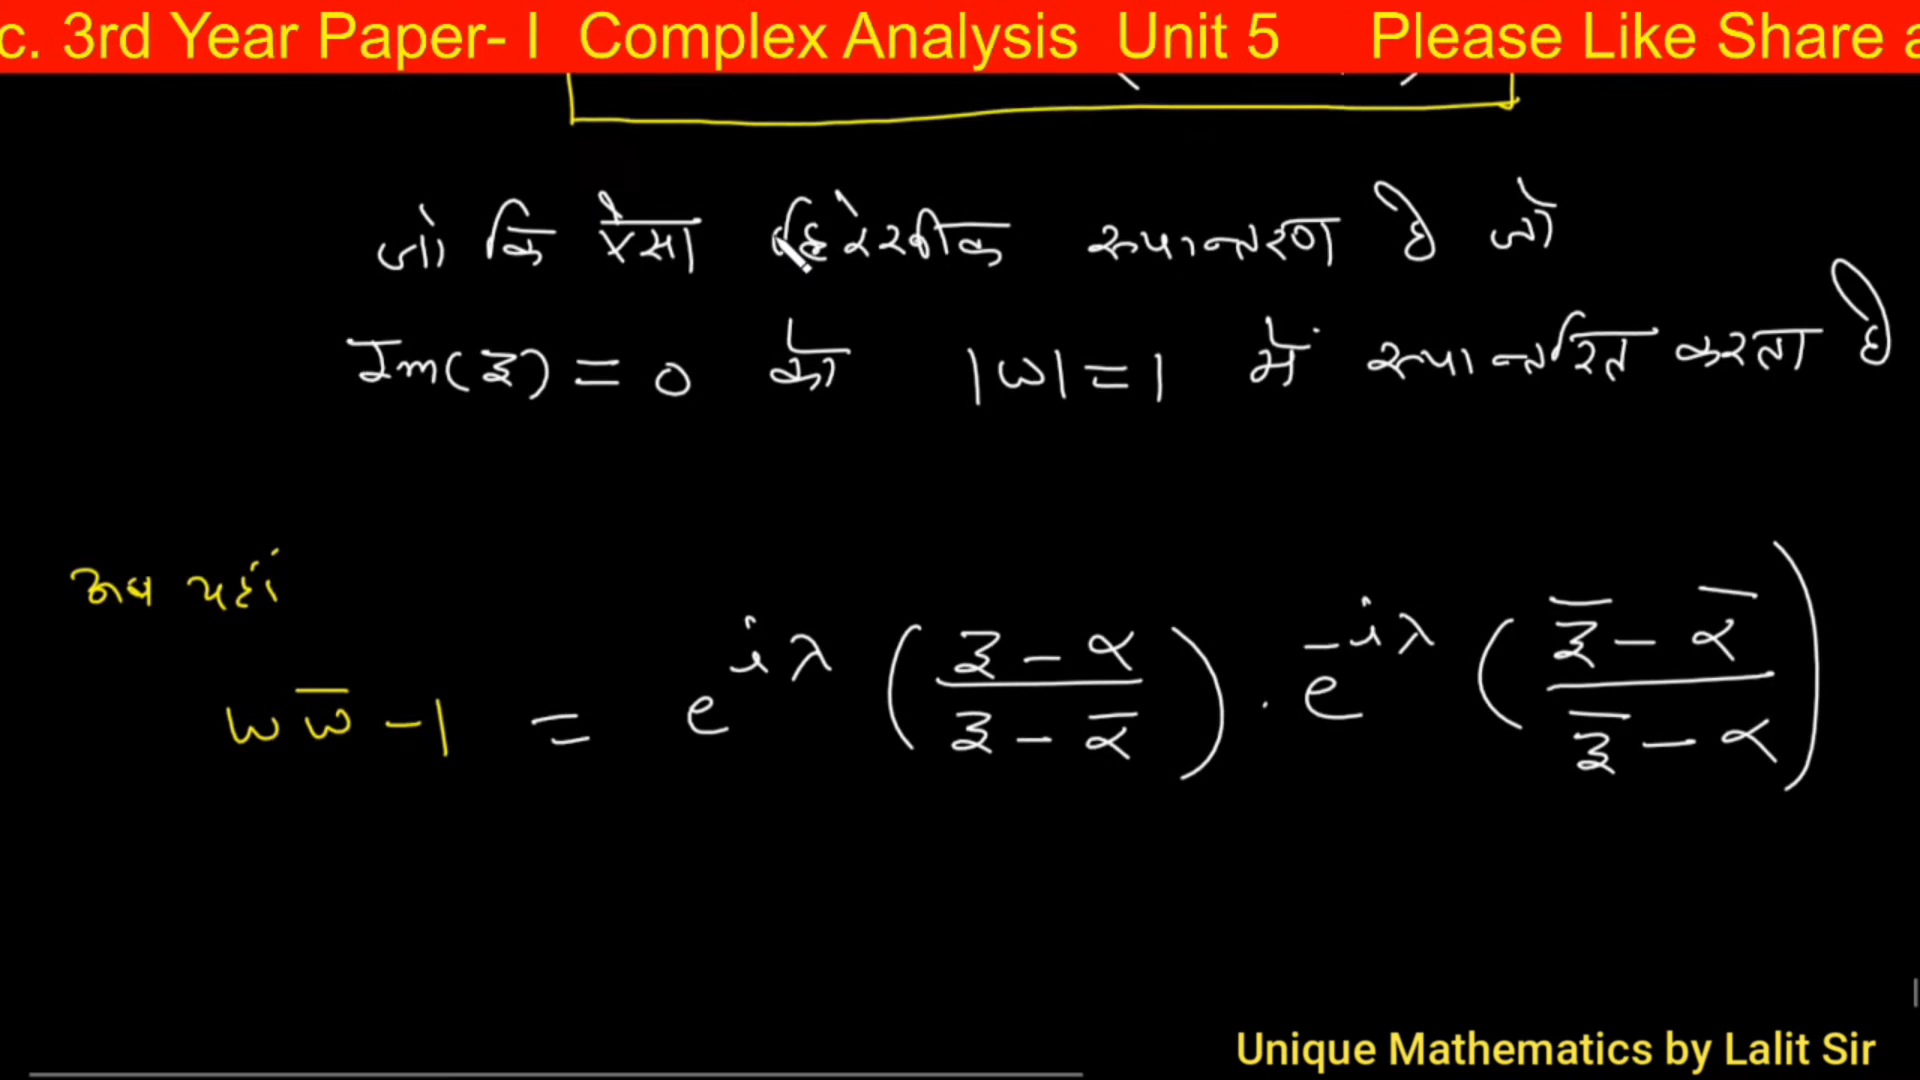 c. 3rd Year Paper- I Complex Analysis Unit 5 Please Like Share a
जो कि ऐसा द्विरेखीक रूपान्तरण है जो
Im(z) = 0 को |w| = 1 में रूपान्तरित करता है
अब यहां
w w̅ - 1 = e^{iλ} ( (z - α) / (z - α̅) ) . e^{-iλ} ( (z̅ - α̅) / (z̅ - α) )
Unique Mathematics by Lalit Sir